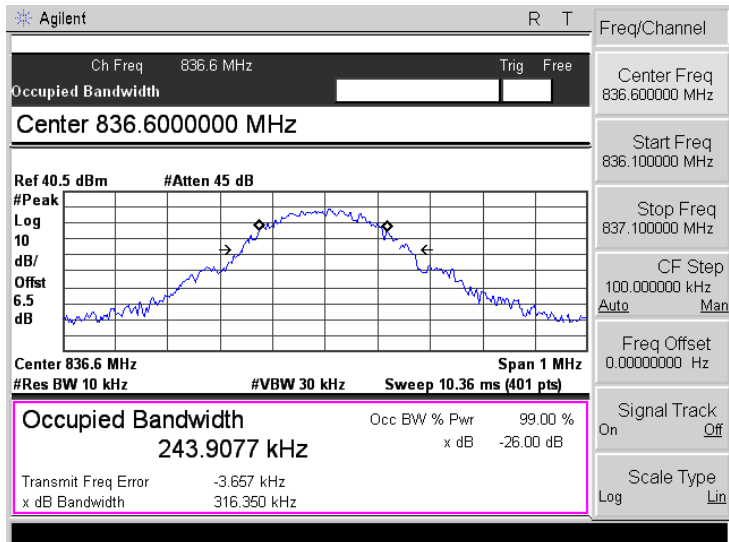 Agilent R T
Ch Freq 836.6 MHz Trig Free
Occupied Bandwidth
Center 836.6000000 MHz
Ref 40.5 dBm #Atten 45 dB
#Peak
Log
10
dB/
Offst
6.5
dB
Center 836.6 MHz Span 1 MHz
#Res BW 10 kHz #VBW 30 kHz Sweep 10.36 ms (401 pts)
Occupied Bandwidth
243.9077 kHz
Occ BW % Pwr 99.00 %
x dB -26.00 dB
Transmit Freq Error -3.657 kHz
x dB Bandwidth 316.350 kHz
Freq/Channel
Center Freq
836.600000 MHz
Start Freq
836.100000 MHz
Stop Freq
837.100000 MHz
CF Step
100.000000 kHz
Auto Man
Freq Offset
0.00000000 Hz
Signal Track
On Off
Scale Type
Log Lin